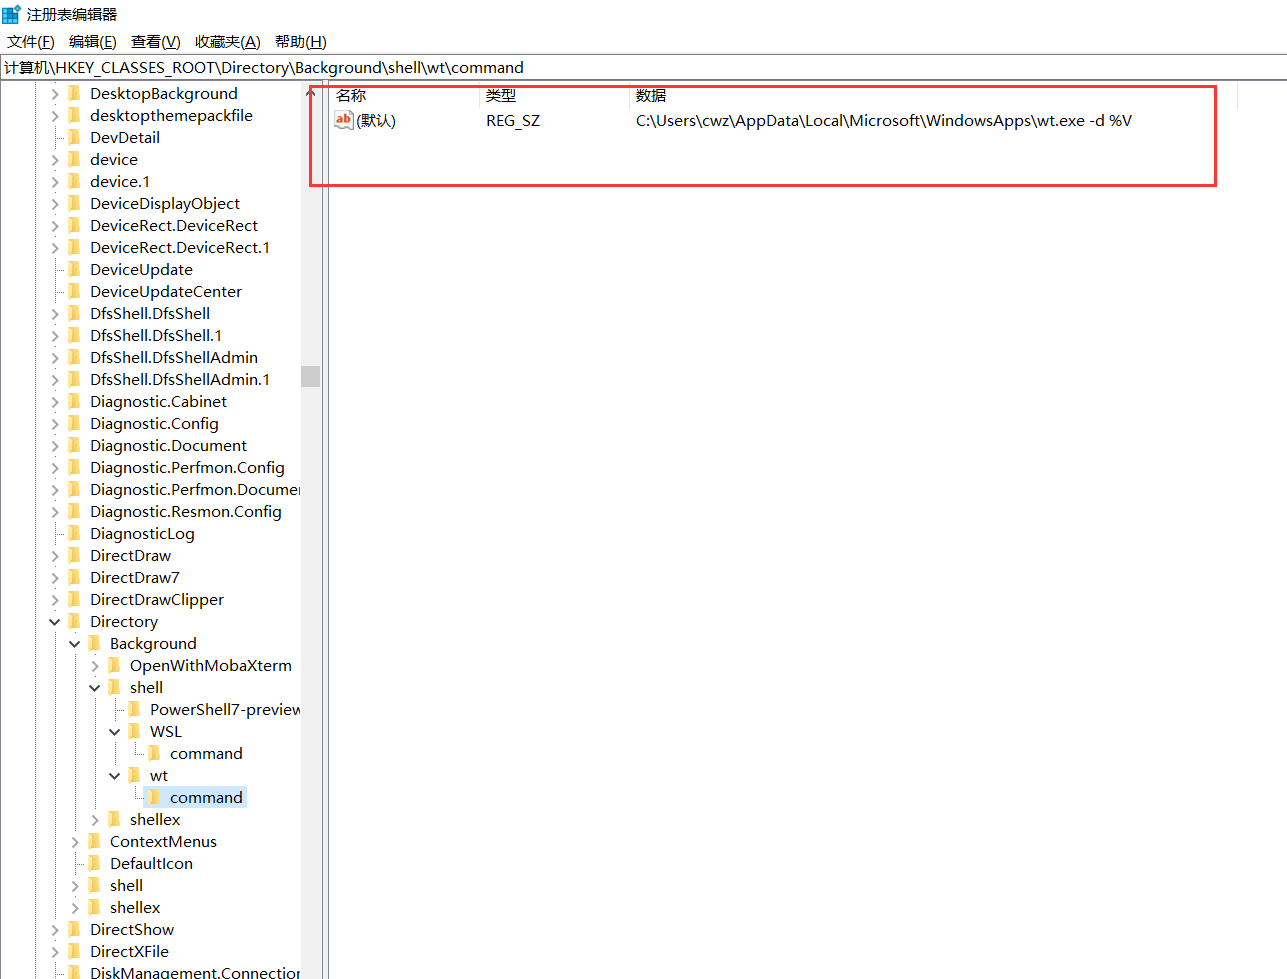 注册表编辑器
文件(F) 编辑(E) 查看(V) 收藏夹(A) 帮助(H)
计算机\HKEY_CLASSES_ROOT\Directory\Background\shell\wt\command
DesktopBackground
desktopthemepackfile
DevDetail
device
device.1
DeviceDisplayObject
DeviceRect.DeviceRect
DeviceRect.DeviceRect.1
DeviceUpdate
DeviceUpdateCenter
DfsShell.DfsShell
DfsShell.DfsShell.1
DfsShell.DfsShellAdmin
DfsShell.DfsShellAdmin.1
Diagnostic.Cabinet
Diagnostic.Config
Diagnostic.Document
Diagnostic.Perfmon.Config
Diagnostic.Perfmon.Documen
Diagnostic.Resmon.Config
DiagnosticLog
DirectDraw
DirectDraw7
DirectDrawClipper
Directory
Background
OpenWithMobaXterm
shell
PowerShell7-preview
WSL
command
wt
command
shellex
ContextMenus
DefaultIcon
shell
shellex
DirectShow
DirectXFile
DiskManagement.Connection
名称 类型 数据
ab (默认) REG_SZ C:\Users\cwz\AppData\Local\Microsoft\WindowsApps\wt.exe -d %V